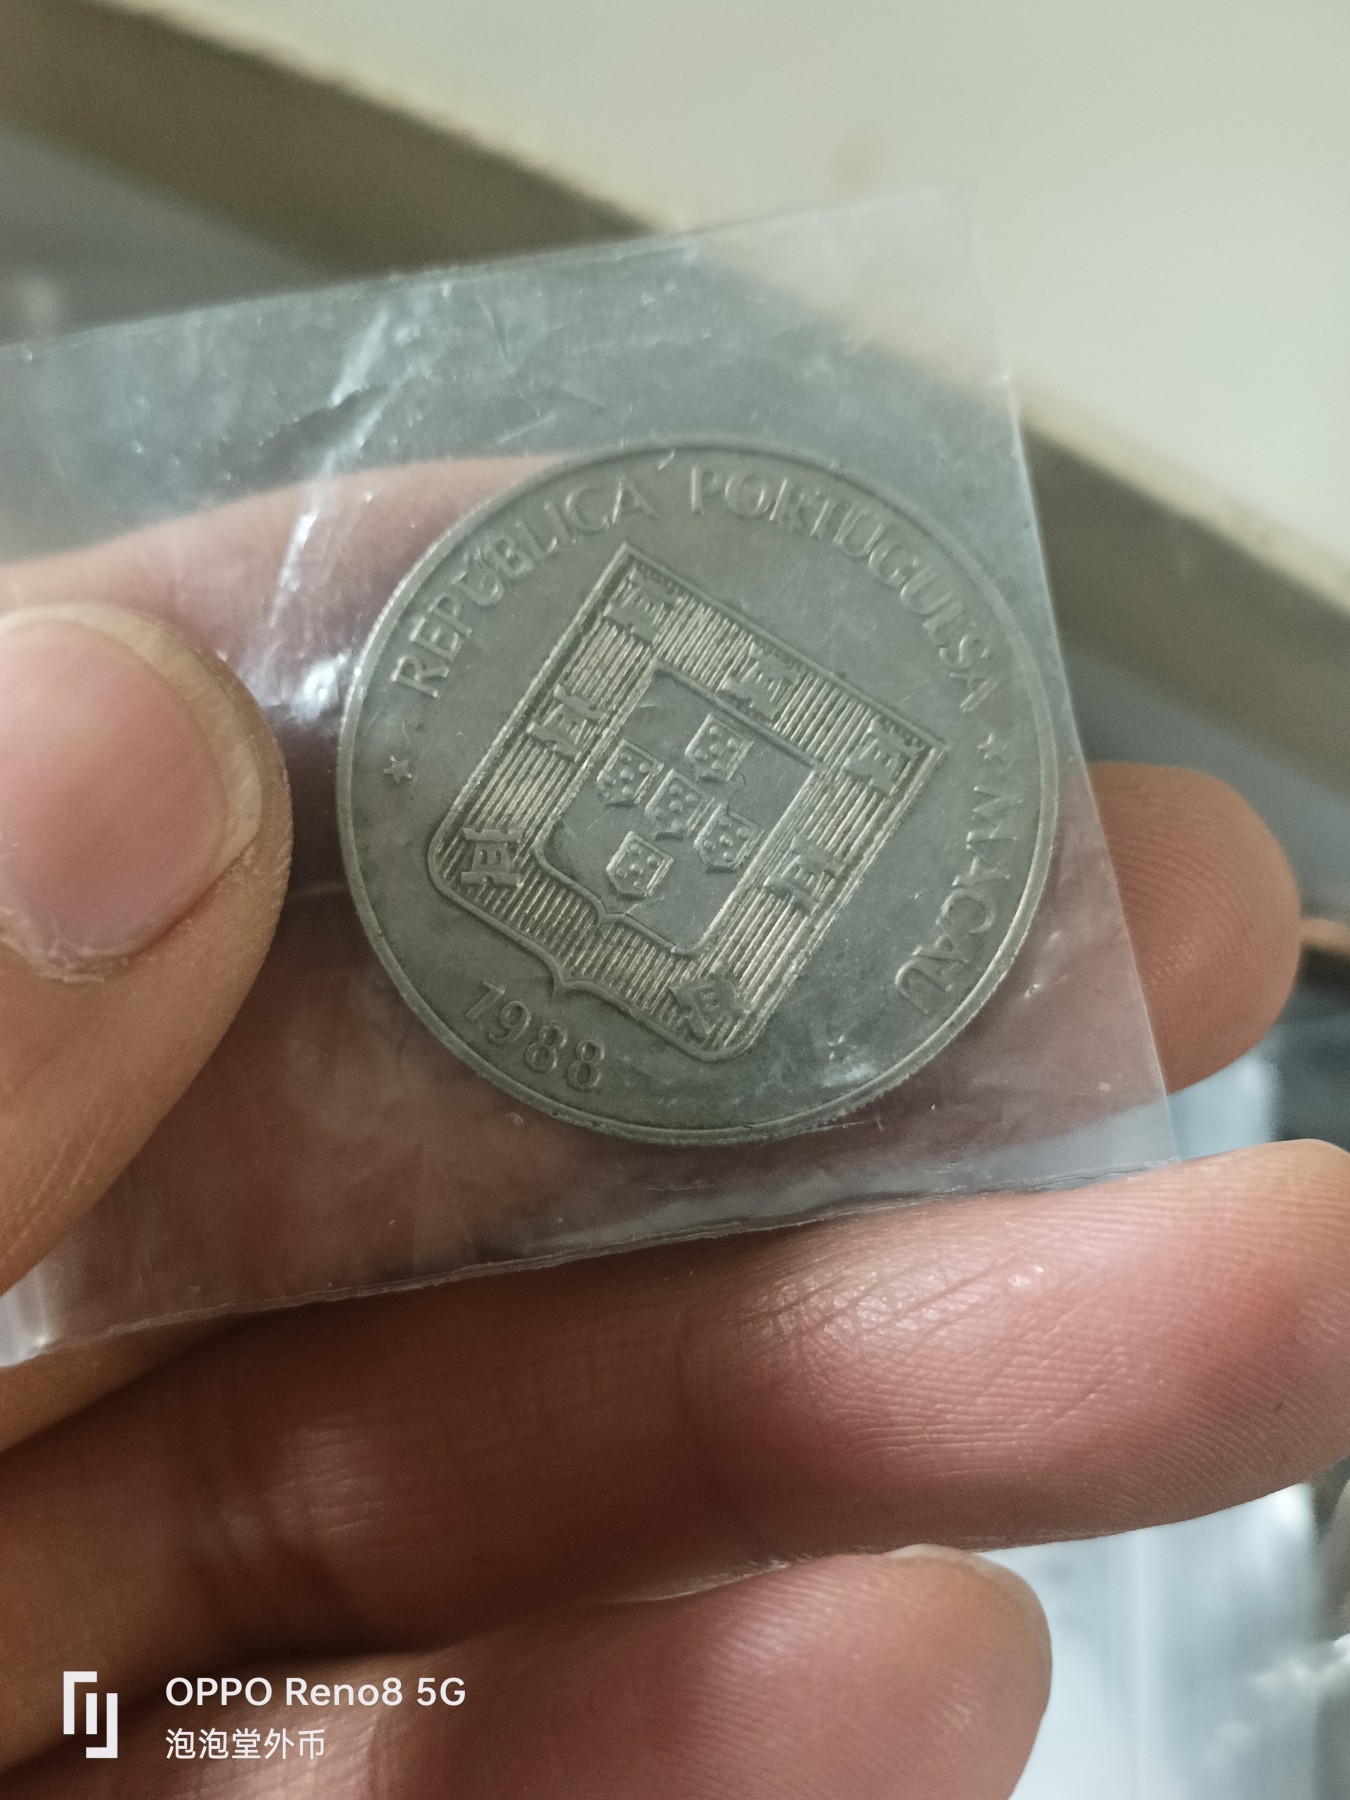 REPÚBLICA PORTUGUESA
MACAU
1988
OPPO Reno8 5G
泡泡堂外币